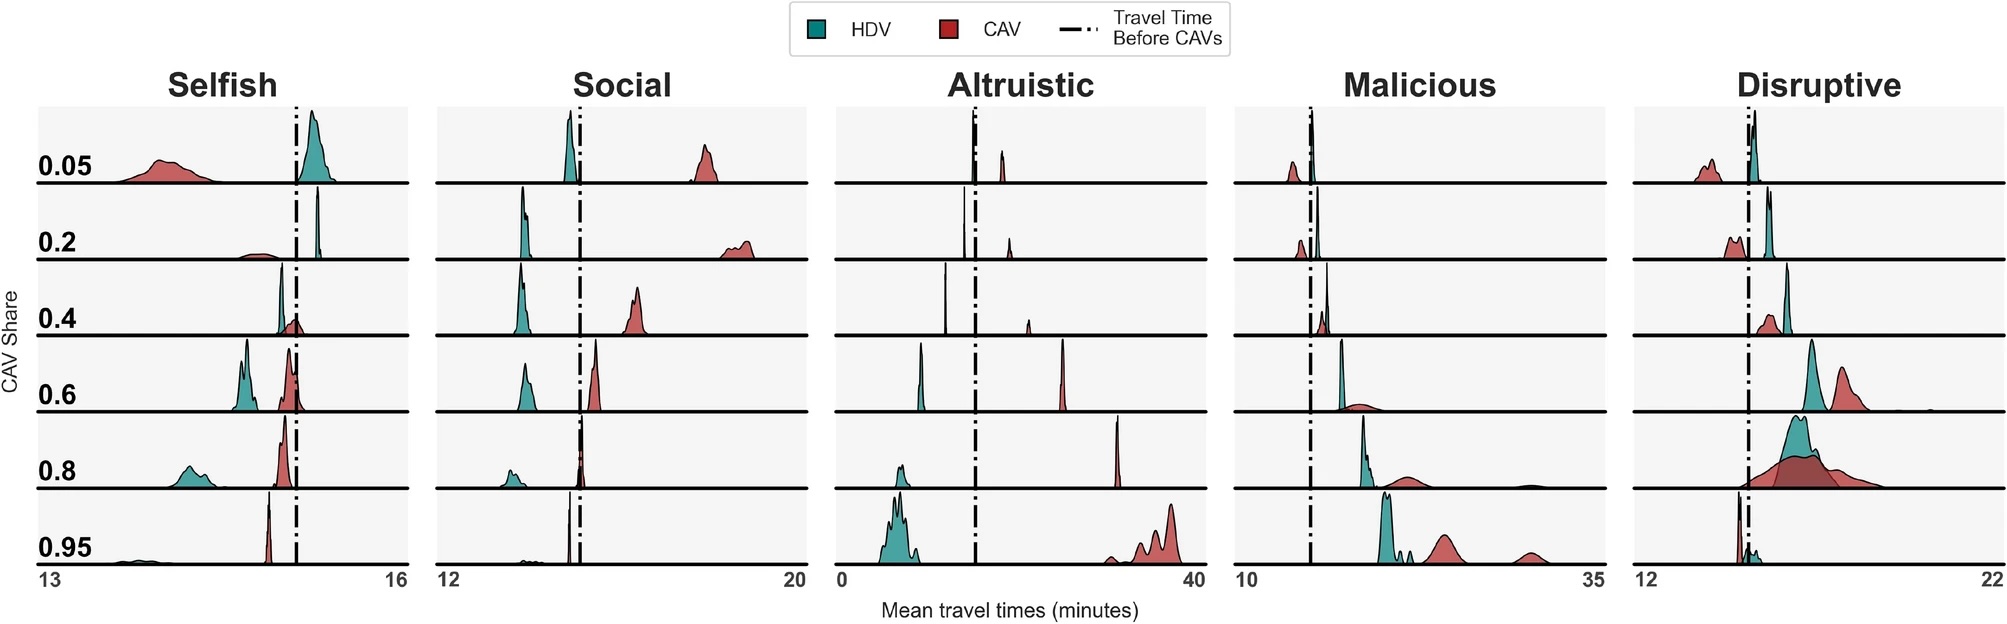 HDV
CAV
Travel Time
Before CAVs
Selfish
Social
Altruistic
Malicious
Disruptive
CAV Share
0.05
0.2
0.4
0.6
0.8
0.95
13 16
12 20
0 40
10 35
12 22
Mean travel times (minutes)